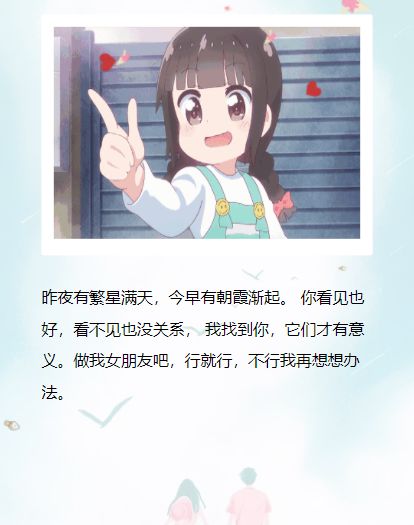 昨夜有繁星满天，今早有朝霞渐起。 你看见也
好，看不见也没关系， 我找到你，它们才有意
义。做我女朋友吧，行就行，不行我再想想办
法。